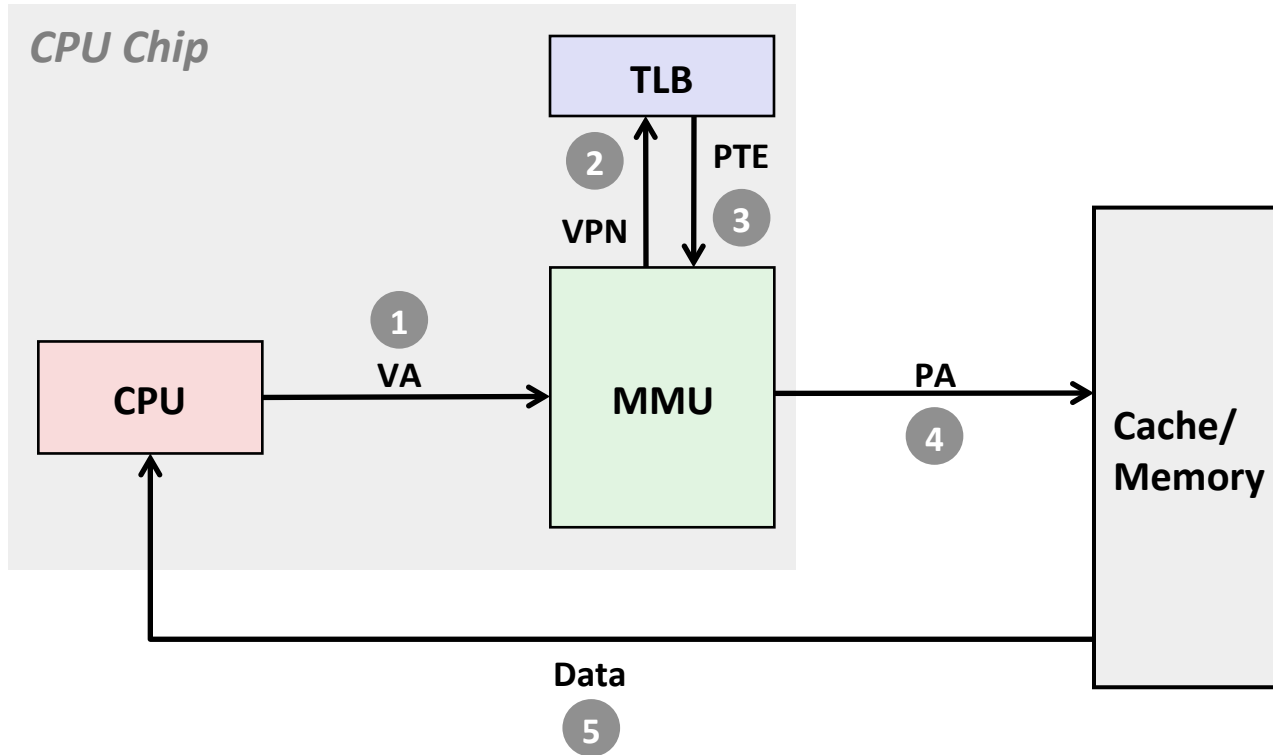 CPU Chip
TLB
2
PTE
VPN
3
1
VA
CPU
MMU
PA
4
Cache/
Memory
Data
5